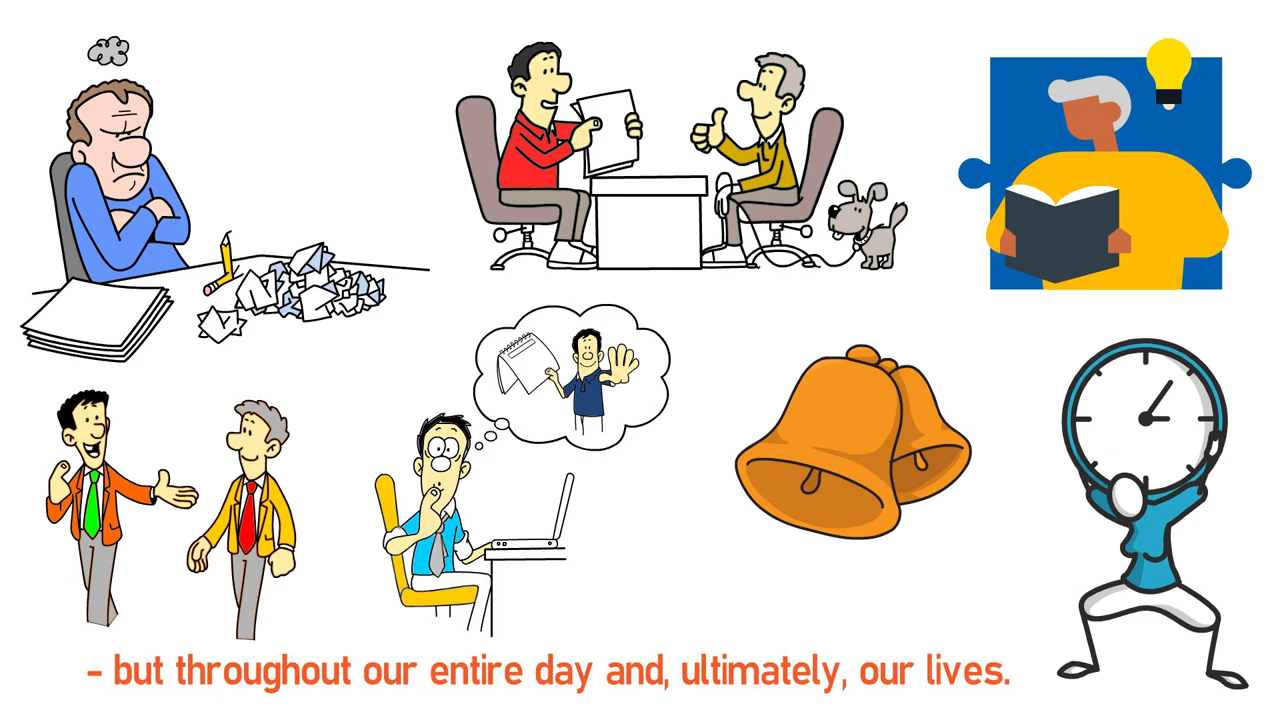 - but throughout our entire day and, ultimately, our lives.